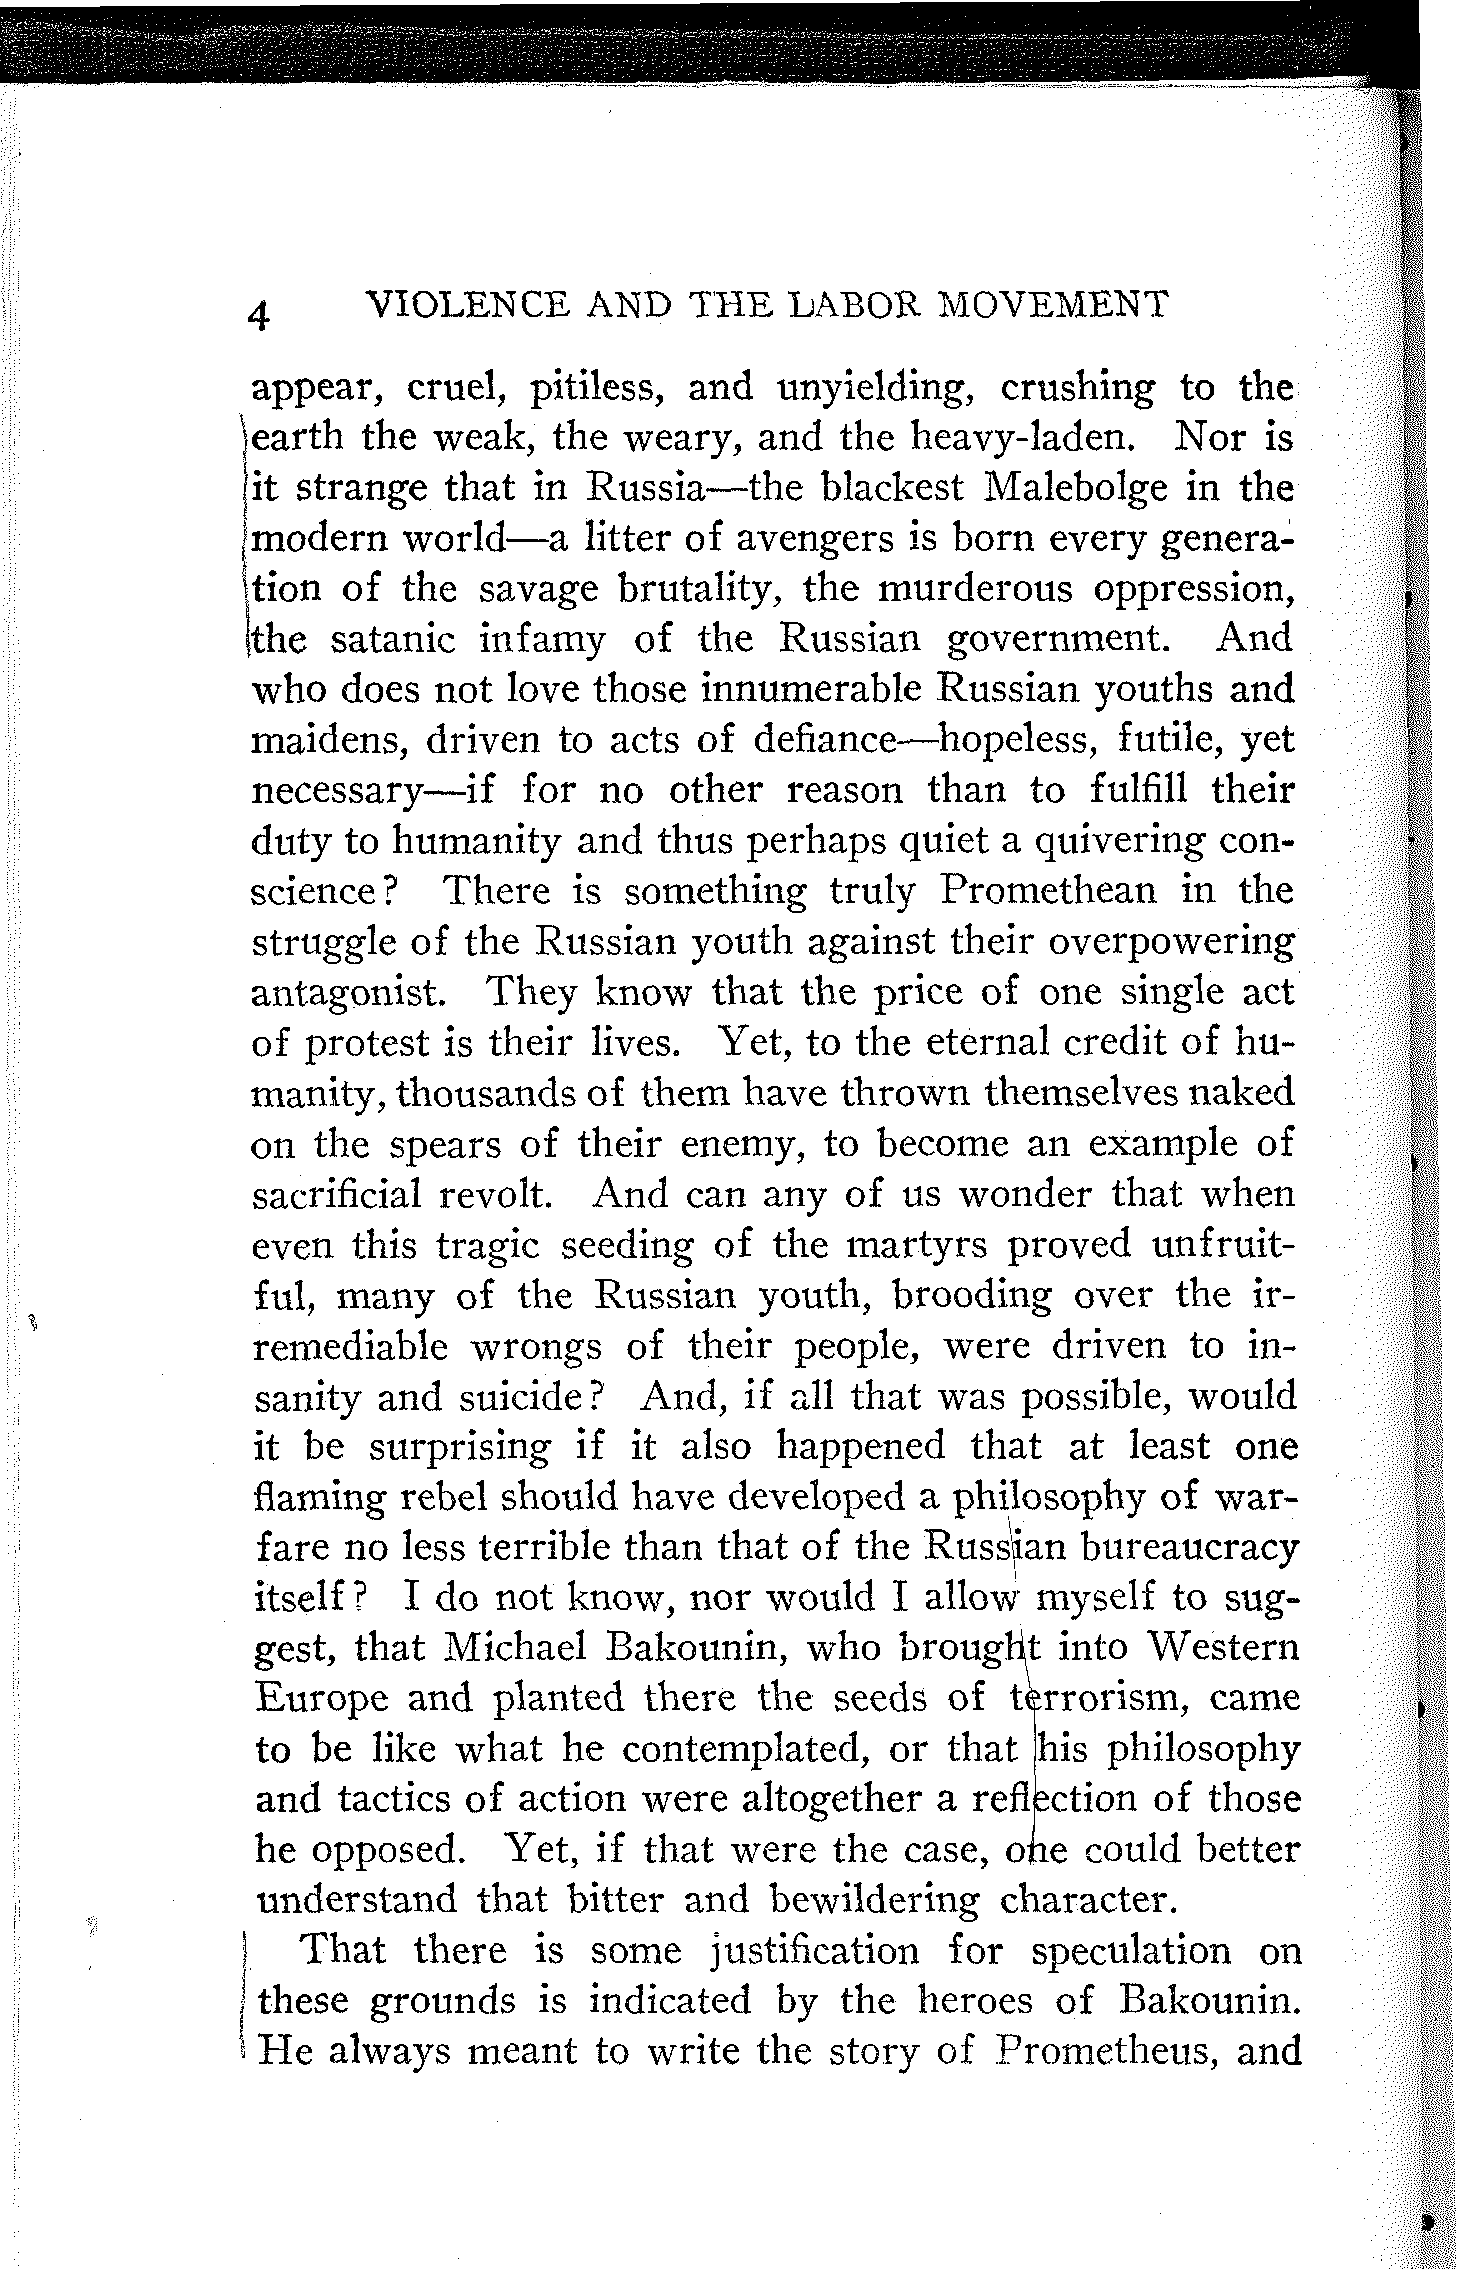 4 VIOLENCE AND THE LABOR MOVEMENT
appear, cruel, pitiless, and unyielding, crushing to the
earth the weak, the weary, and the heavy-laden. Nor is
it strange that in Russia—the blackest Malebolge in the
modern world—a litter of avengers is born every genera-
tion of the savage brutality, the murderous oppression,
the satanic infamy of the Russian government. And
who does not love those innumerable Russian youths and
maidens, driven to acts of defiance—hopeless, futile, yet
necessary—if for no other reason than to fulfill their
duty to humanity and thus perhaps quiet a quivering con-
science? There is something truly Promethean in the
struggle of the Russian youth against their overpowering
antagonist. They know that the price of one single act
of protest is their lives. Yet, to the eternal credit of hu-
manity, thousands of them have thrown themselves naked
on the spears of their enemy, to become an example of
sacrificial revolt. And can any of us wonder that when
even this tragic seeding of the martyrs proved unfruit-
ful, many of the Russian youth, brooding over the ir-
remediable wrongs of their people, were driven to in-
sanity and suicide? And, if all that was possible, would
it be surprising if it also happened that at least one
flaming rebel should have developed a philosophy of war-
fare no less terrible than that of the Russian bureaucracy
itself? I do not know, nor would I allow myself to sug-
gest, that Michael Bakounin, who brought into Western
Europe and planted there the seeds of terrorism, came
to be like what he contemplated, or that his philosophy
and tactics of action were altogether a reflection of those
he opposed. Yet, if that were the case, one could better
understand that bitter and bewildering character.
That there is some justification for speculation on
these grounds is indicated by the heroes of Bakounin.
He always meant to write the story of Prometheus, and